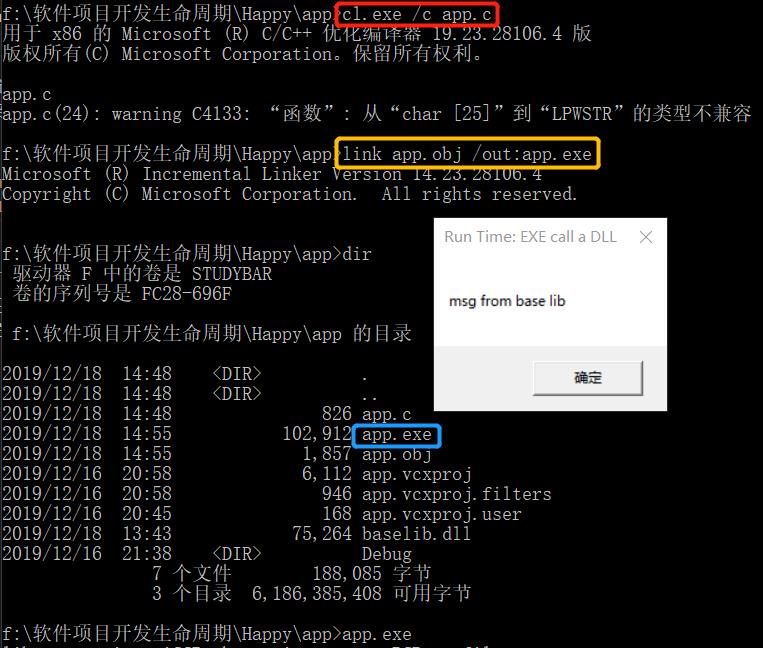 f:\软件项目开发生命周期\Happy\app>cl.exe /c app.c
用于 x86 的 Microsoft (R) C/C++ 优化编译器 19.23.28106.4 版
版权所有(C) Microsoft Corporation。保留所有权利。
app.c
app.c(24): warning C4133: “函数”: 从“char [25]”到“LPWSTR”的类型不兼容
f:\软件项目开发生命周期\Happy\app>link app.obj /out:app.exe
Microsoft (R) Incremental Linker Version 14.23.28106.4
Copyright (C) Microsoft Corporation.  All rights reserved.
Run Time: EXE call a DLL
msg from base lib
确定
f:\软件项目开发生命周期\Happy\app>dir
驱动器 F 中的卷是 STUDYBAR
卷的序列号是 FC28-696F
f:\软件项目开发生命周期\Happy\app 的目录
2019/12/18  14:48    <DIR>          .
2019/12/18  14:48    <DIR>          ..
2019/12/18  14:48               826 app.c
2019/12/18  14:55           102,912 app.exe
2019/12/18  14:55             1,857 app.obj
2019/12/16  20:58             6,112 app.vcxproj
2019/12/16  20:58               946 app.vcxproj.filters
2019/12/16  20:45               168 app.vcxproj.user
2019/12/18  13:43            75,264 baselib.dll
2019/12/16  21:38    <DIR>          Debug
7 个文件        188,085 字节
3 个目录  6,186,385,408 可用字节
f:\软件项目开发生命周期\Happy\app>app.exe